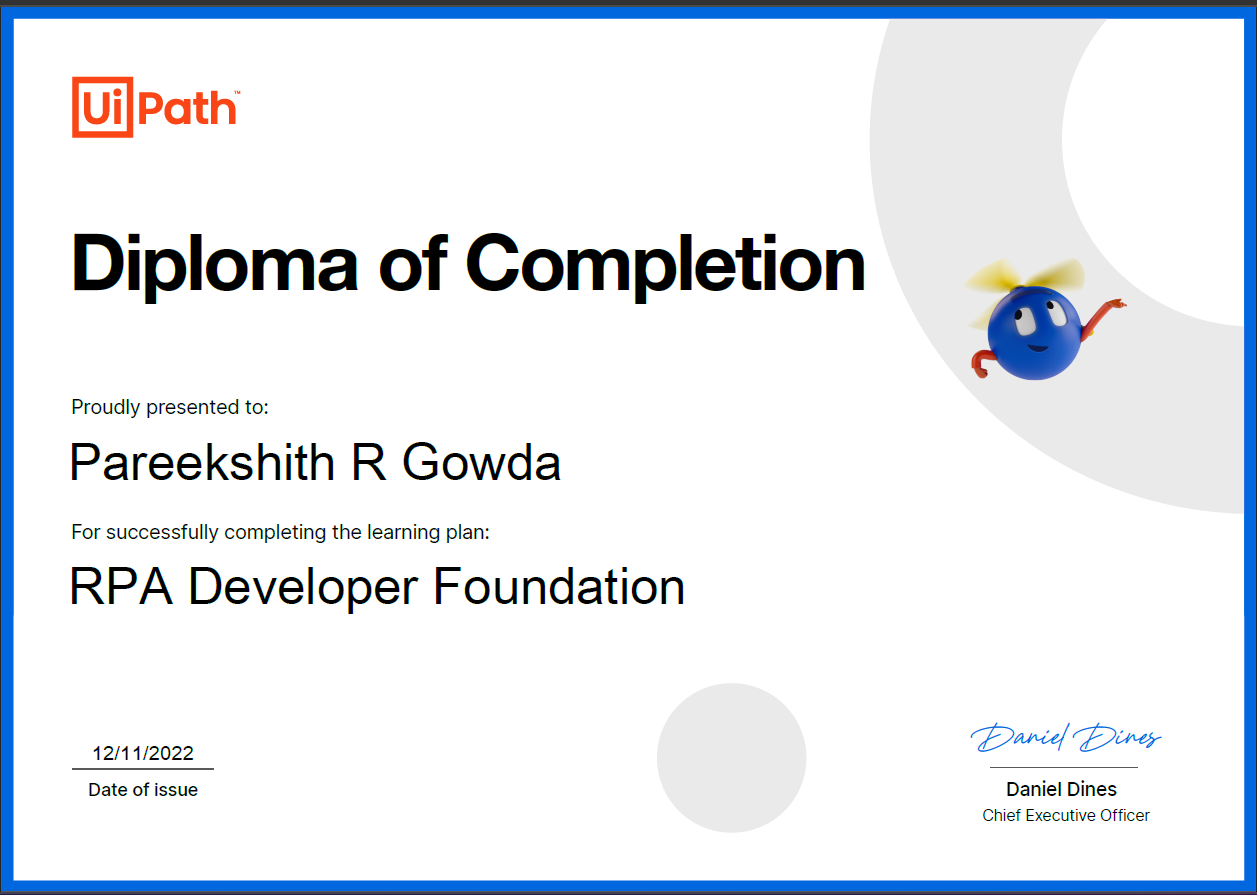 UiPath™
Diploma of Completion
Proudly presented to:
Pareekshith R Gowda
For successfully completing the learning plan:
RPA Developer Foundation
12/11/2022
Date of issue
Daniel Dines
Daniel Dines
Chief Executive Officer